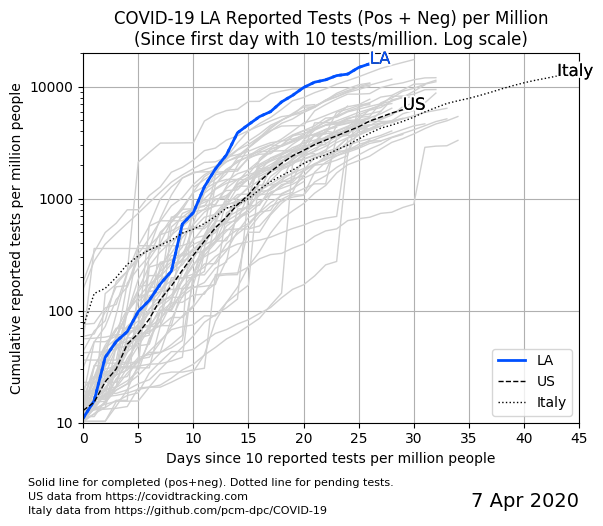 COVID-19 LA Reported Tests (Pos + Neg) per Million
(Since first day with 10 tests/million. Log scale)
Cumulative reported tests per million people
10000
1000
100
10
LA
US
Italy
LA
US
Italy
0 5 10 15 20 25 30 35 40 45
Days since 10 reported tests per million people
Solid line for completed (pos+neg). Dotted line for pending tests.
US data from https://covidtracking.com
Italy data from https://github.com/pcm-dpc/COVID-19
7 Apr 2020